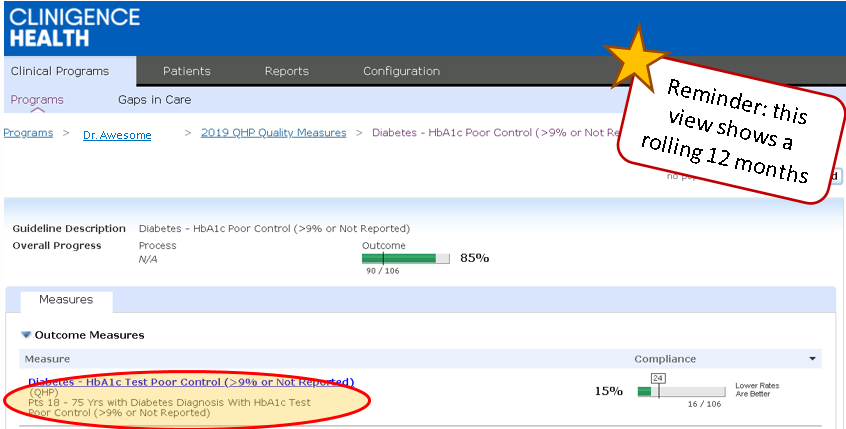 CLINIGENCE
HEALTH
Clinical Programs Patients Reports Configuration
Programs Gaps in Care
Programs > Dr. Awesome > 2019 QHP Quality Measures > Diabetes - HbA1c Poor Control (>9% or Not
Reminder: this
view shows a
rolling 12 months
no
Guideline Description Diabetes - HbA1c Poor Control (>9% or Not Reported)
Overall Progress Process Outcome
N/A 85%
90 / 106
Measures
Outcome Measures
Measure Compliance
Diabetes - HbA1c Test Poor Control (>9% or Not Reported)
(QHP)
Pts 18 - 75 Yrs with Diabetes Diagnosis With HbA1c Test
Poor Control (>9% or Not Reported)
15% 24 Lower Rates
Are Better
16 / 106